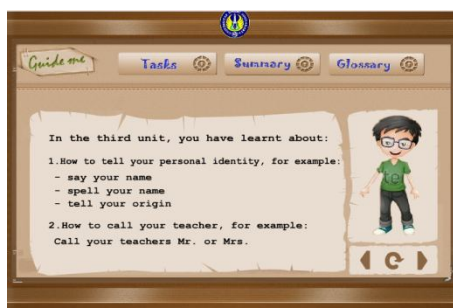 Guide me
Tasks
Summary
Glossary
In the third unit, you have learnt about:
1.How to tell your personal identity, for example:
- say your name
- spell your name
- tell your origin
2.How to call your teacher, for example:
Call your teachers Mr. or Mrs.